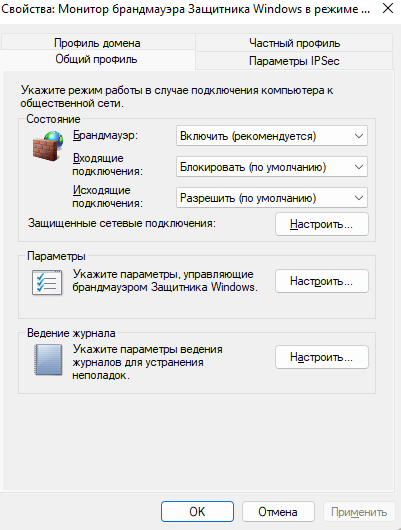 Свойства: Монитор брандмауэра Защитника Windows в режиме ...
Профиль домена
Частный профиль
Общий профиль
Параметры IPSec
Укажите режим работы в случае подключения компьютера к
общественной сети.
Состояние
Брандмауэр:
Включить (рекомендуется)
Входящие
подключения:
Блокировать (по умолчанию)
Исходящие
подключения:
Разрешить (по умолчанию)
Защищенные сетевые подключения:
Настроить...
Параметры
Укажите параметры, управляющие
брандмауэром Защитника Windows.
Настроить...
Ведение журнала
Укажите параметры ведения
журналов для устранения
неполадок.
Настроить...
OK
Отмена
Применить